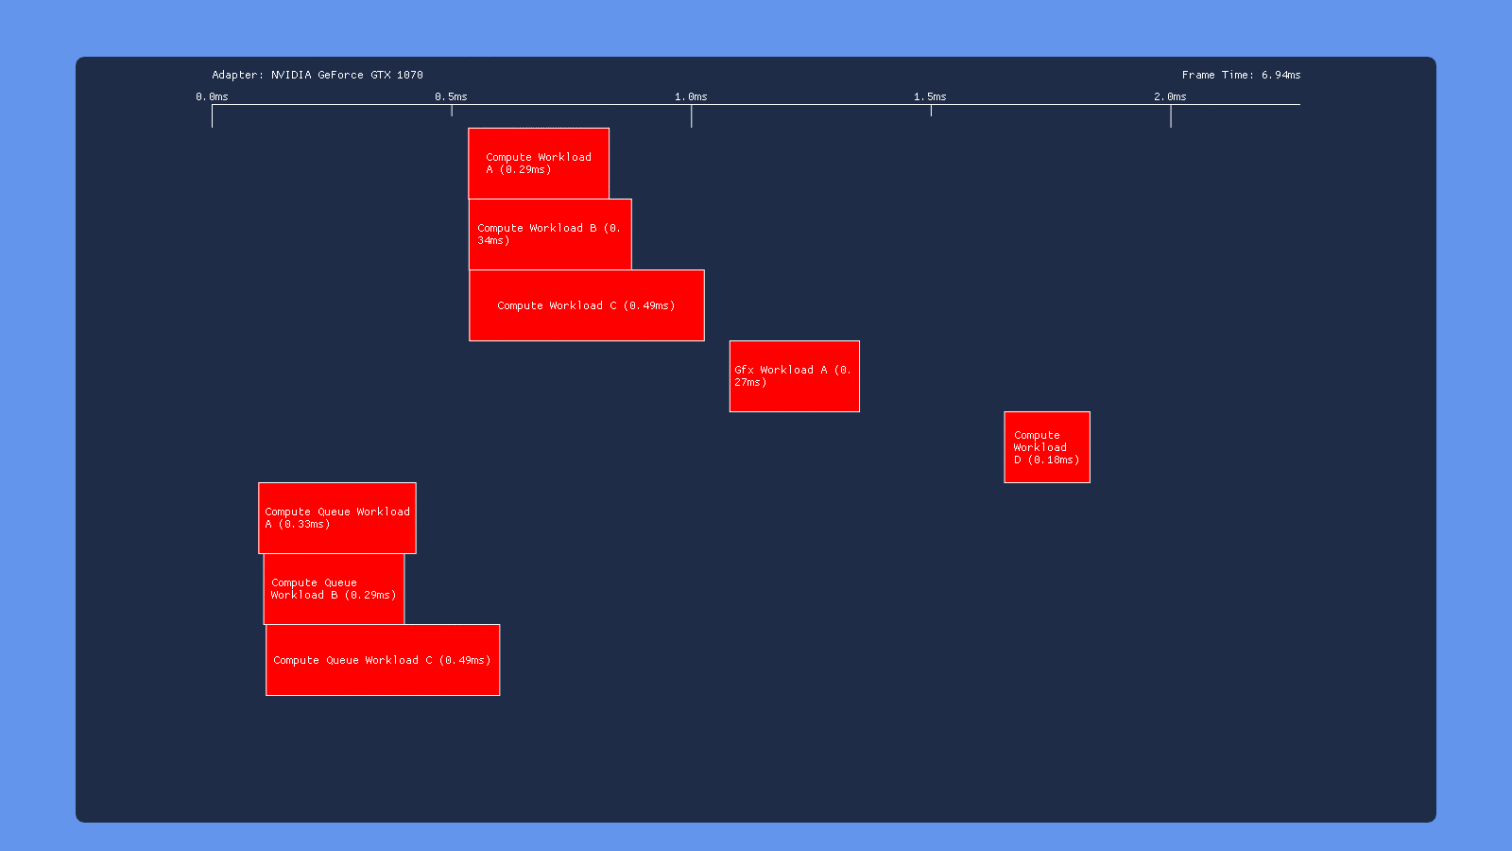 Adapter: NVIDIA GeForce GTX 1070
Frame Time: 6.94ms
0.0ms
0.5ms
1.0ms
1.5ms
2.0ms
Compute Workload
A (0.29ms)
Compute Workload B (0.
34ms)
Compute Workload C (0.49ms)
Gfx Workload A (0.
27ms)
Compute
Workload
D (0.18ms)
Compute Queue Workload
A (0.33ms)
Compute Queue
Workload B (0.29ms)
Compute Queue Workload C (0.49ms)